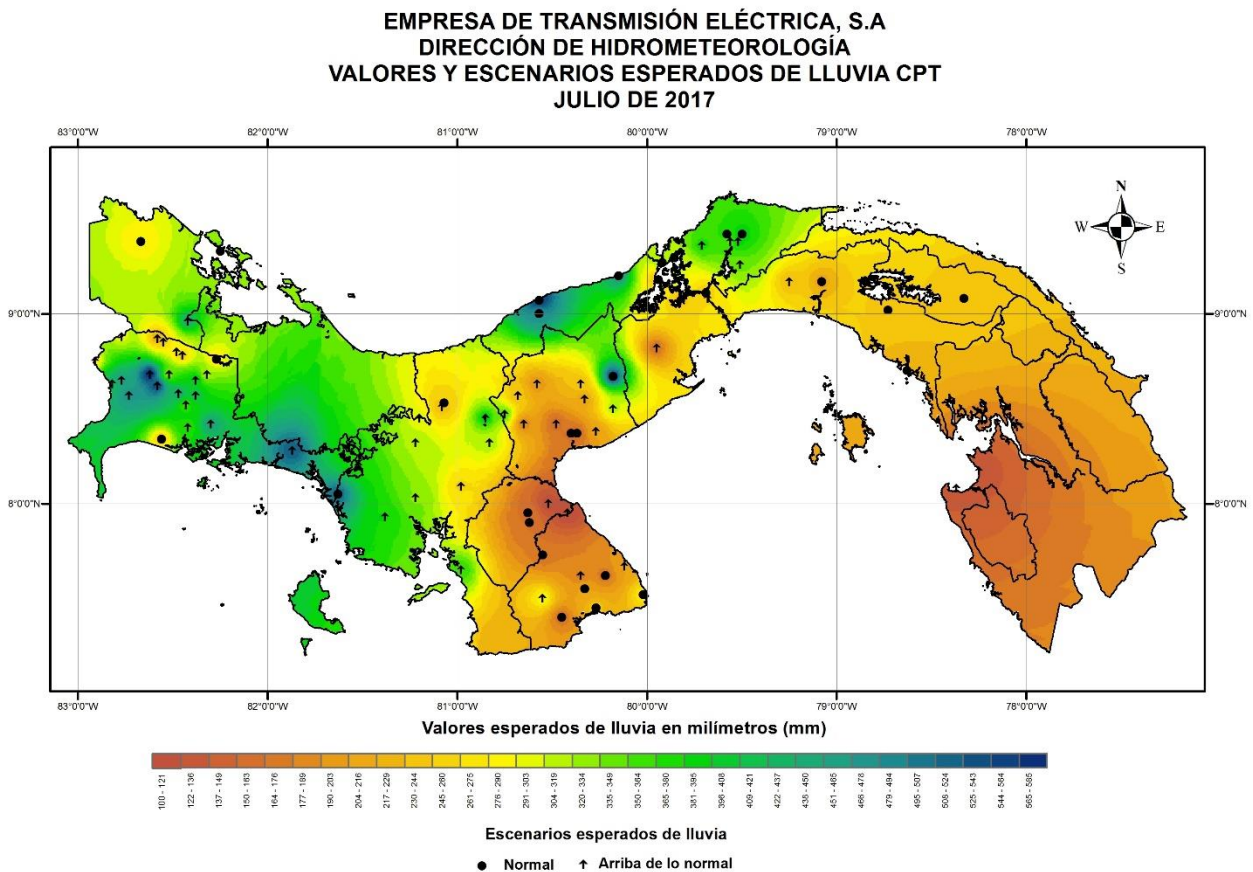 EMPRESA DE TRANSMISIÓN ELÉCTRICA, S.A
DIRECCIÓN DE HIDROMETEOROLOGÍA
VALORES Y ESCENARIOS ESPERADOS DE LLUVIA CPT
JULIO DE 2017
83°0'0"W 82°0'0"W 81°0'0"W 80°0'0"W 79°0'0"W 78°0'0"W
N
W E
S
9°0'0"N 9°0'0"N
8°0'0"N 8°0'0"N
83°0'0"W 82°0'0"W 81°0'0"W 80°0'0"W 79°0'0"W 78°0'0"W
Valores esperados de lluvia en milímetros (mm)
100 - 121
122 - 136
137 - 149
150 - 163
164 - 176
177 - 189
190 - 203
204 - 216
217 - 229
230 - 244
245 - 260
261 - 275
276 - 290
291 - 303
304 - 319
320 - 334
335 - 349
350 - 364
365 - 380
381 - 395
396 - 408
409 - 421
422 - 437
438 - 450
451 - 465
466 - 478
479 - 494
495 - 507
508 - 524
525 - 543
544 - 564
565 - 585
Escenarios esperados de lluvia
Normal Arriba de lo normal